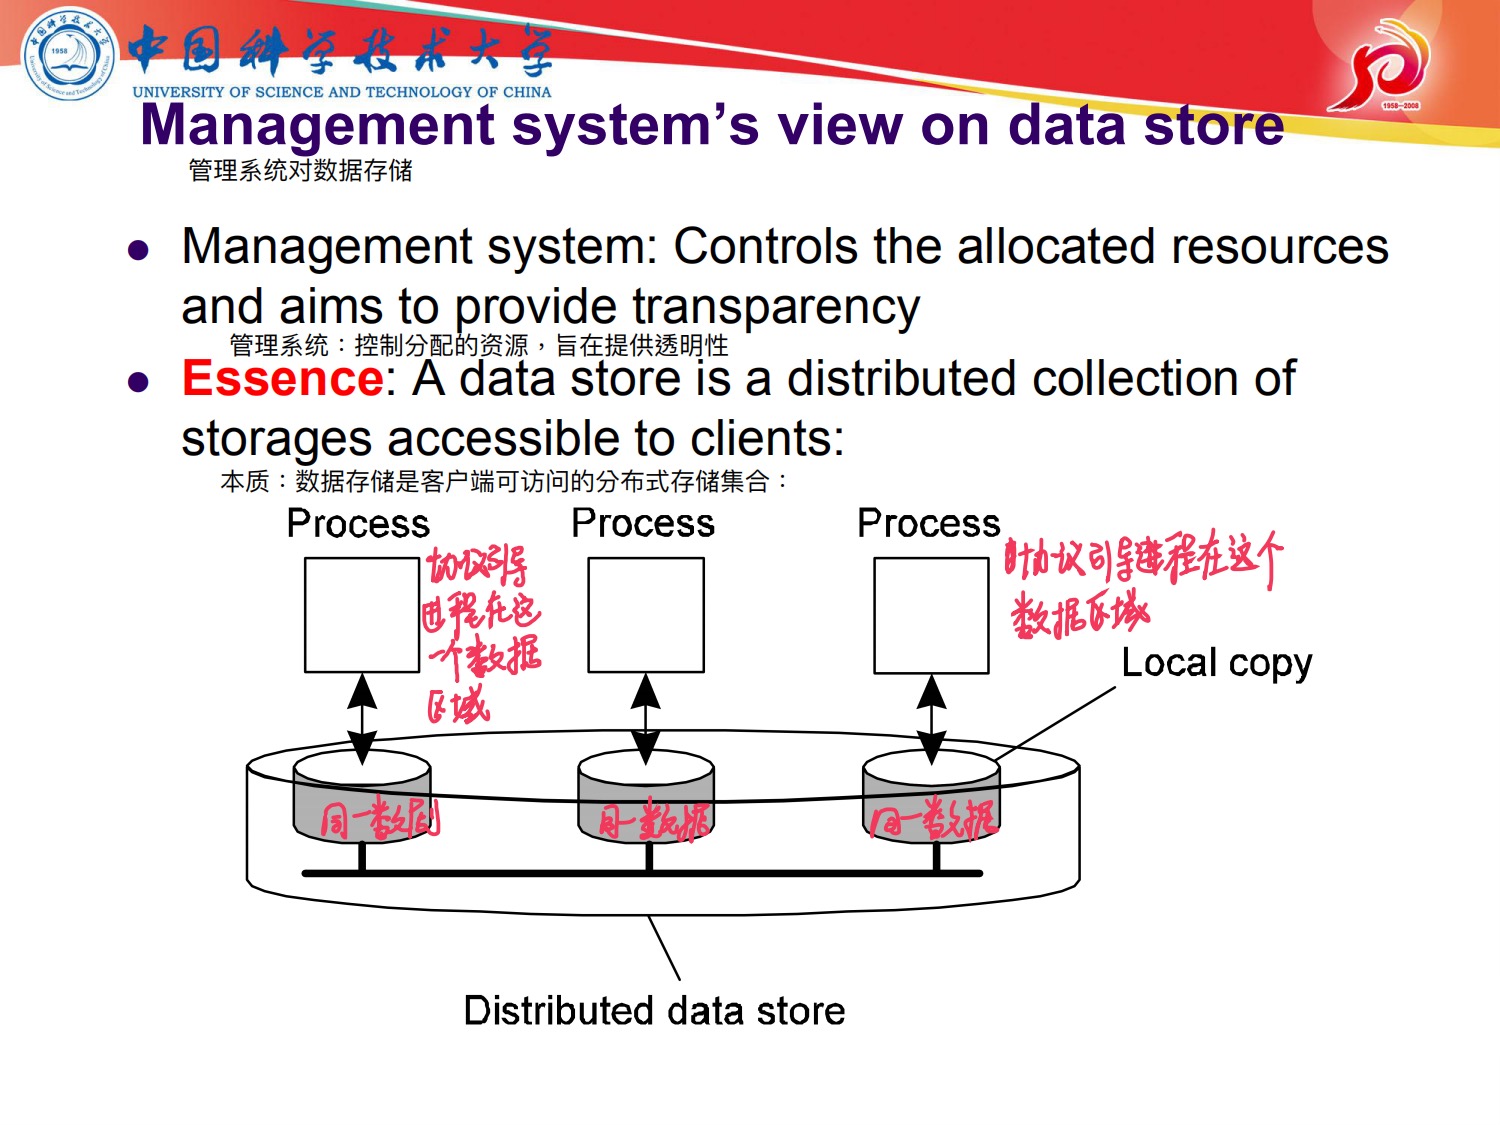 中国科学技术大学
1958
UNIVERSITY OF SCIENCE AND TECHNOLOGY OF CHINA
1958—2008
Management system’s view on data store
管理系统对数据存储
● Management system: Controls the allocated resources
and aims to provide transparency
管理系统：控制分配的资源，旨在提供透明性
● Essence: A data store is a distributed collection of
storages accessible to clients:
本质：数据存储是客户端可访问的分布式存储集合：
Process
Process
Process
协议引导
进程在这
一个数据
区域
协议引导进程在这个
数据区域
Local copy
同一数据
同一数据
同一数据
Distributed data store